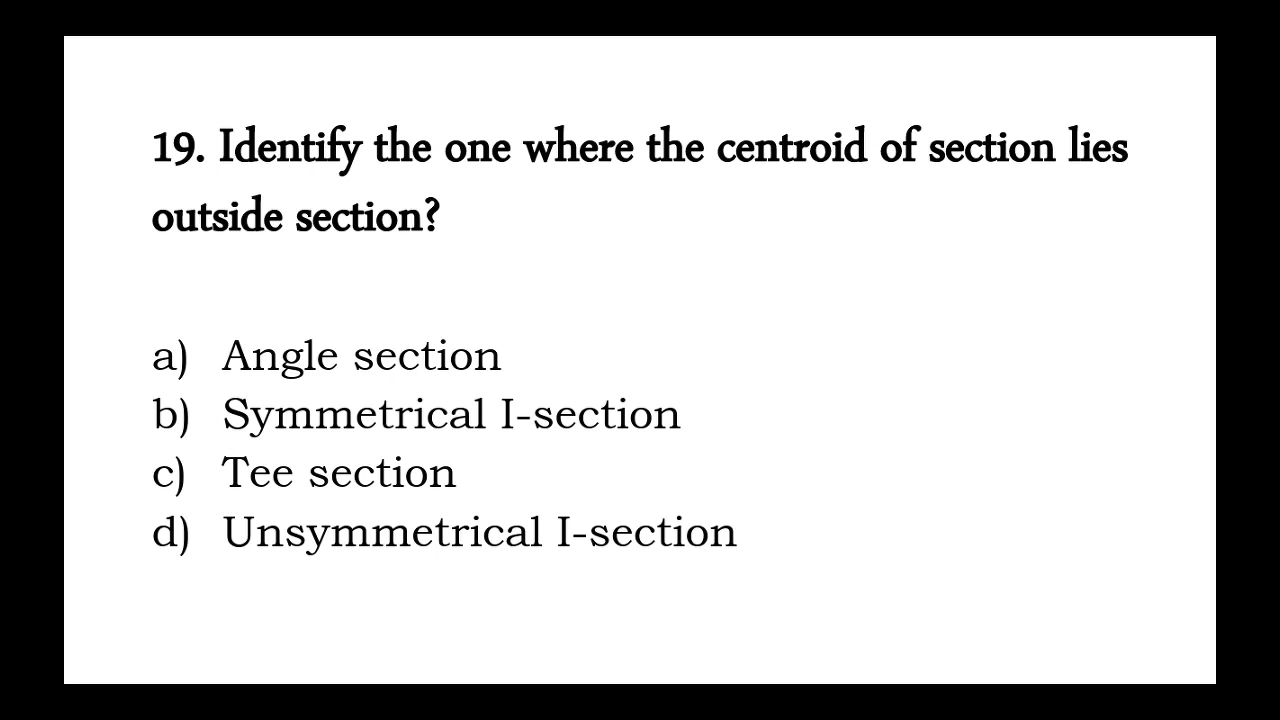 19. Identify the one where the centroid of section lies
outside section?
a) Angle section
b) Symmetrical I-section
c) Tee section
d) Unsymmetrical I-section